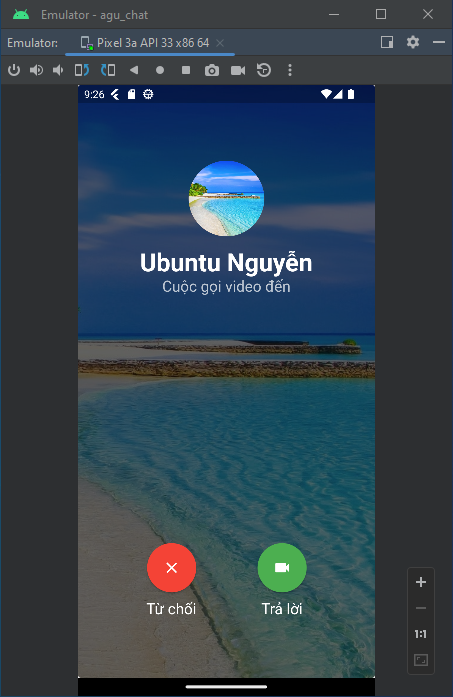 Emulator - agu_chat
Emulator: Pixel 3a API 33 x86 64
9:26
Ubuntu Nguyễn
Cuộc gọi video đến
Từ chối Trả lời
1:1